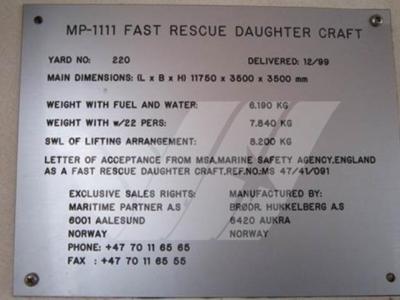 MP-1111 FAST RESCUE DAUGHTER CRAFT
YARD NO: 220 DELIVERED: 12/99
MAIN DIMENSIONS: (L x B x H) 11750 x 3500 x 3500 mm
WEIGHT WITH FUEL AND WATER: 6.190 KG
WEIGHT WITH w/22 PERS: 7.840 KG
SWL OF LIFTING ARRANGEMENT: 8.200 KG
LETTER OF ACCEPTANCE FROM MSA,MARINE SAFETY AGENCY,ENGLAND
AS A FAST RESCUE DAUGHTER CRAFT.REF.NO:MS 47/41/091
EXCLUSIVE SALES RIGHTS:
MARITIME PARTNER A.S
6001 AALESUND
NORWAY
PHONE: +47 70 11 65 65
FAX : +47 70 11 65 55
MANUFACTURED BY:
BRØDR. HUKKELBERG A.S
6420 AUKRA
NORWAY